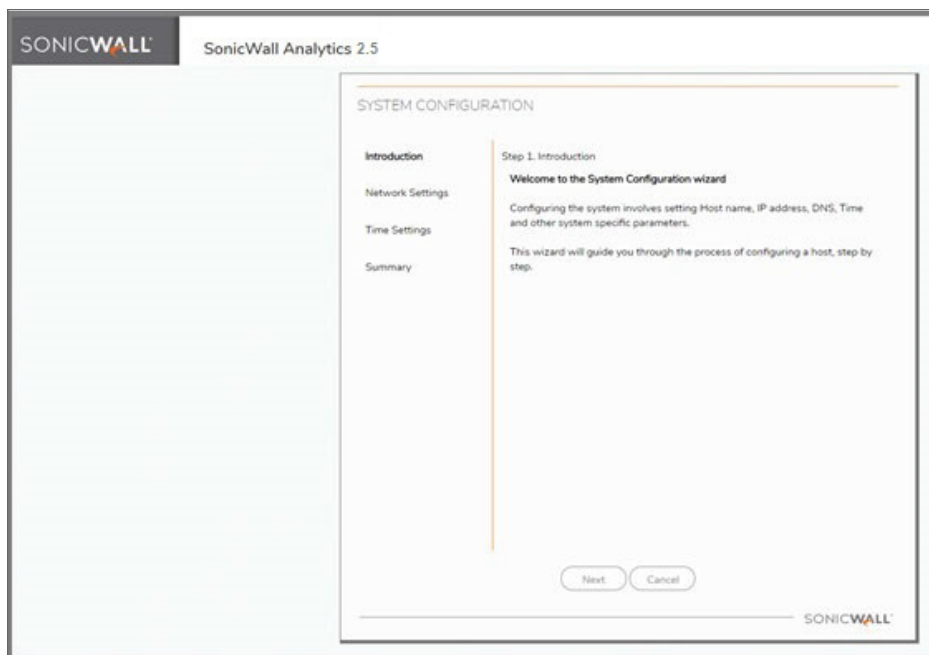 SONICWALL
SonicWall Analytics 2.5
SYSTEM CONFIGURATION
Introduction
Network Settings
Time Settings
Summary
Step 1. Introduction
Welcome to the System Configuration wizard
Configuring the system involves setting Host name, IP address, DNS, Time
and other system specific parameters.
This wizard will guide you through the process of configuring a host, step by
step.
Next
Cancel
SONICWALL